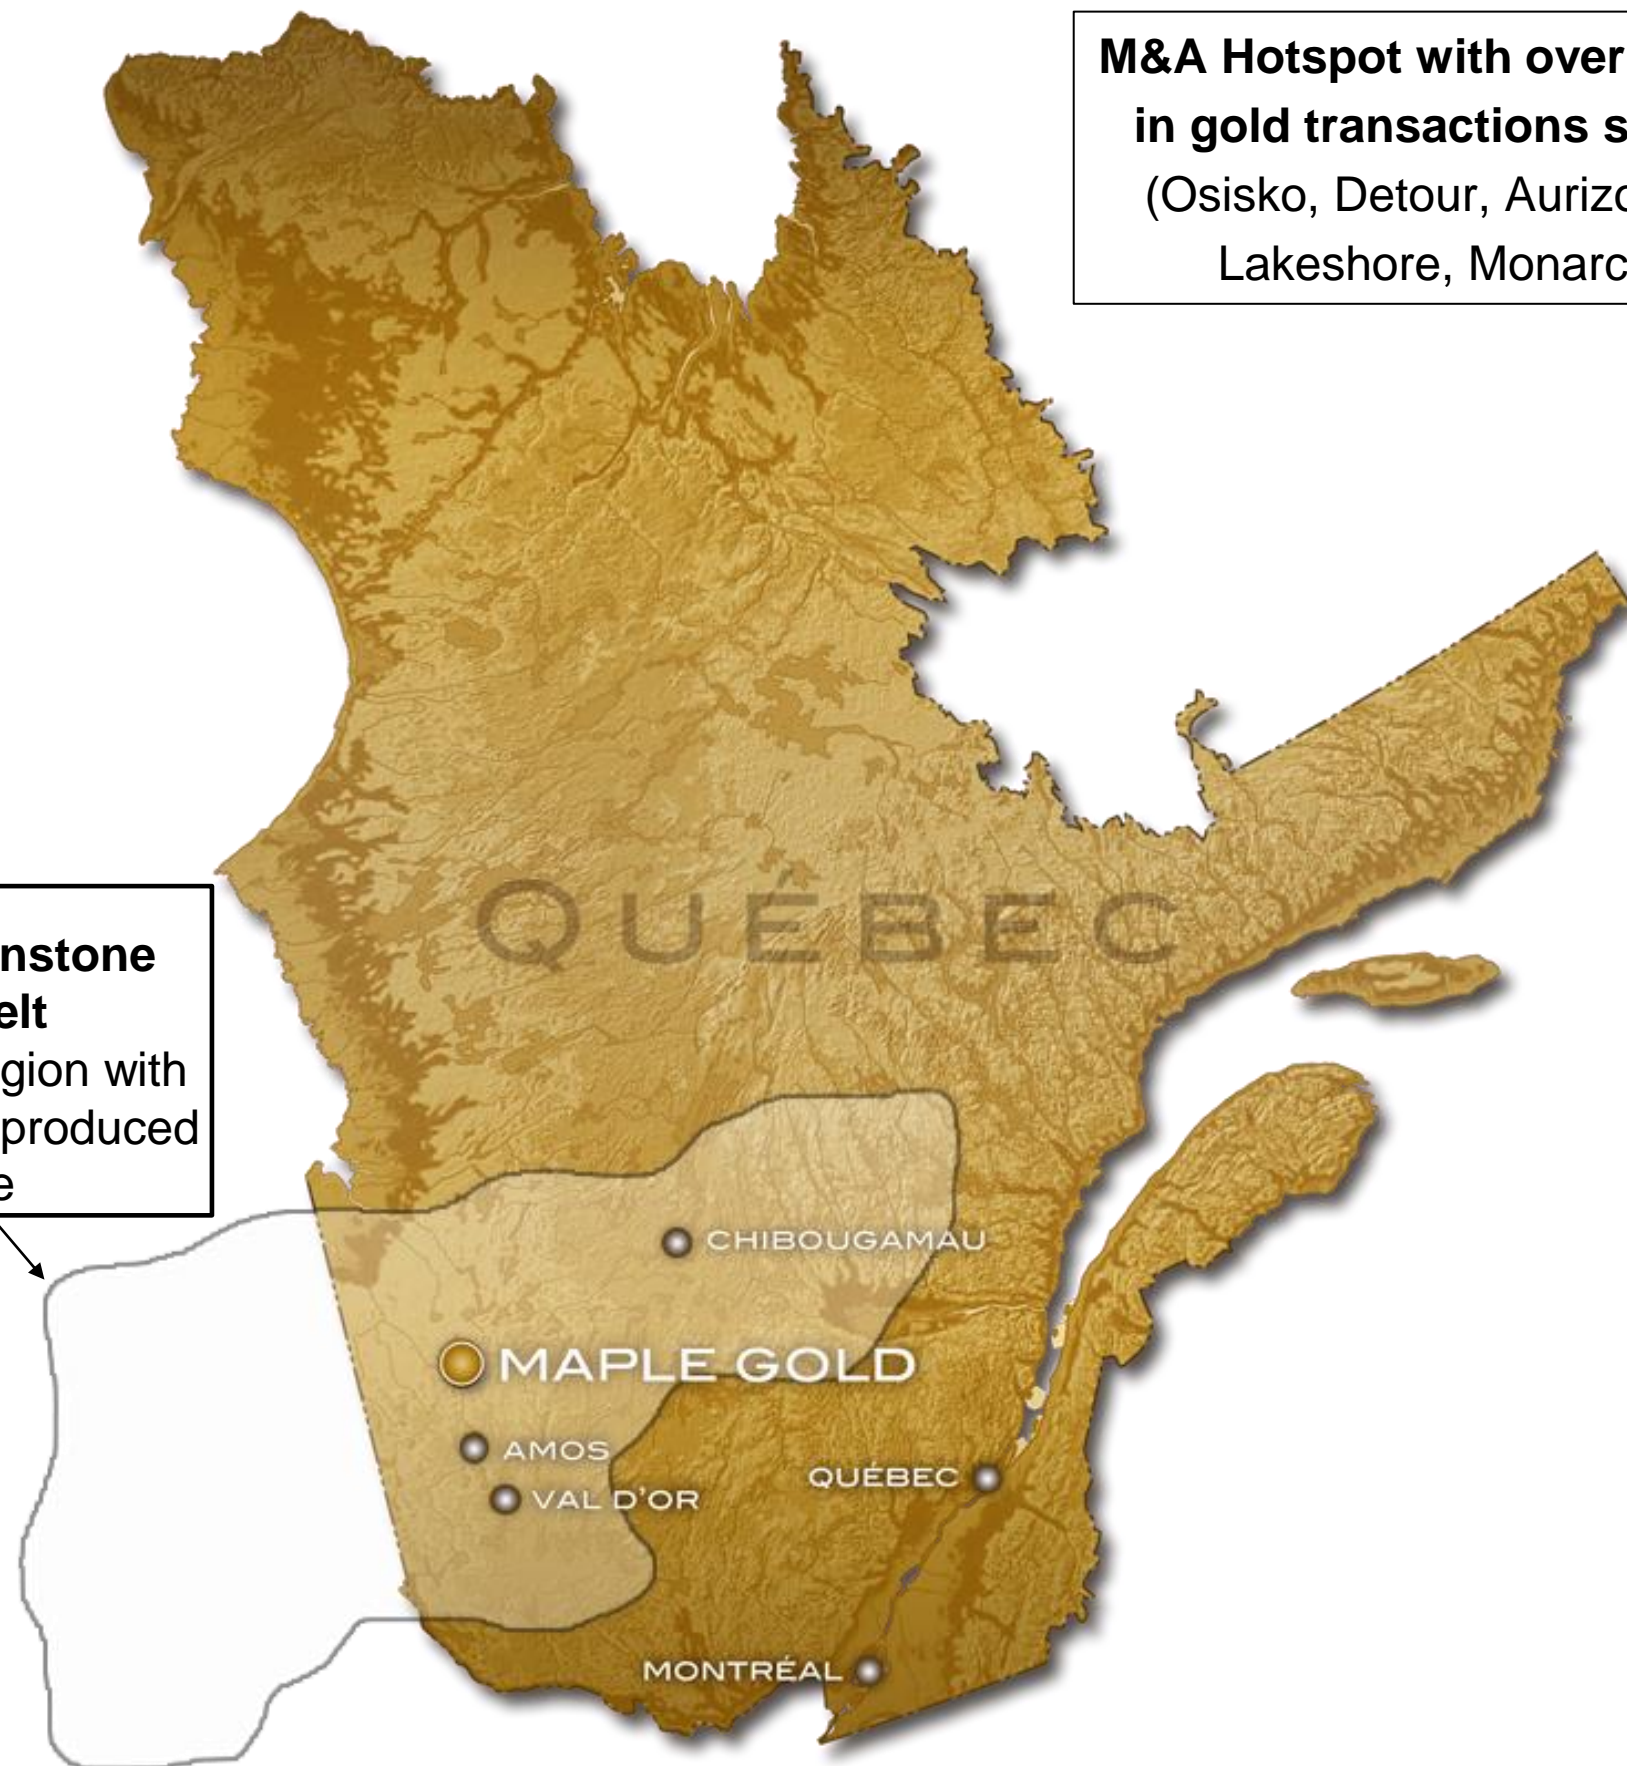 M&A Hotspot with over
in gold transactions s
(Osisko, Detour, Aurizo
Lakeshore, Monarc
QUÉBEC
nstone
elt
gion with
produced
e
CHIBOUGAMAU
MAPLE GOLD
AMOS
VAL D'OR
QUÉBEC
MONTRÉAL